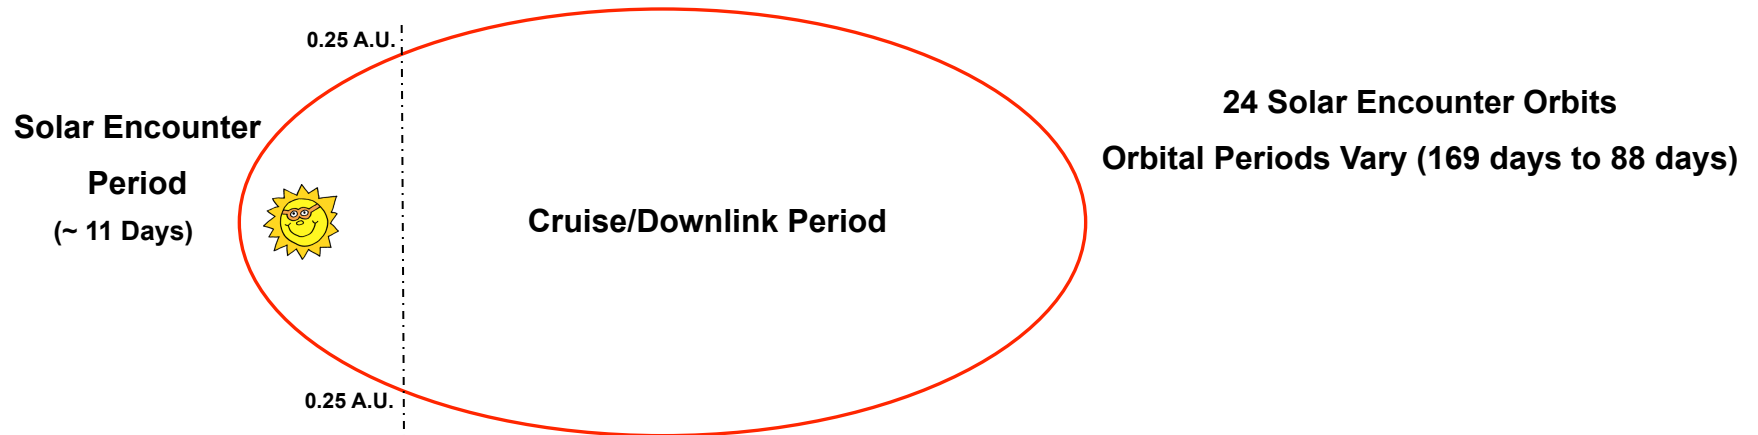 0.25 A.U.
Solar Encounter
Period
(~ 11 Days)
Cruise/Downlink Period
24 Solar Encounter Orbits
Orbital Periods Vary (169 days to 88 days)
0.25 A.U.